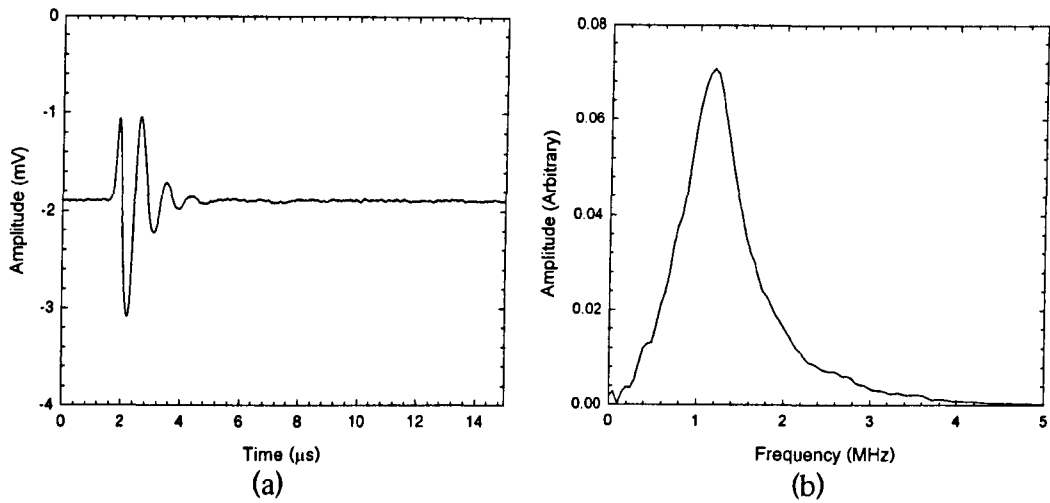 0
-1
-2
-3
-4
Amplitude (mV)
0 2 4 6 8 10 12 14
Time (μs)
(a)
0.08
0.06
0.04
0.02
0.00
Amplitude (Arbitrary)
0 1 2 3 4 5
Frequency (MHz)
(b)